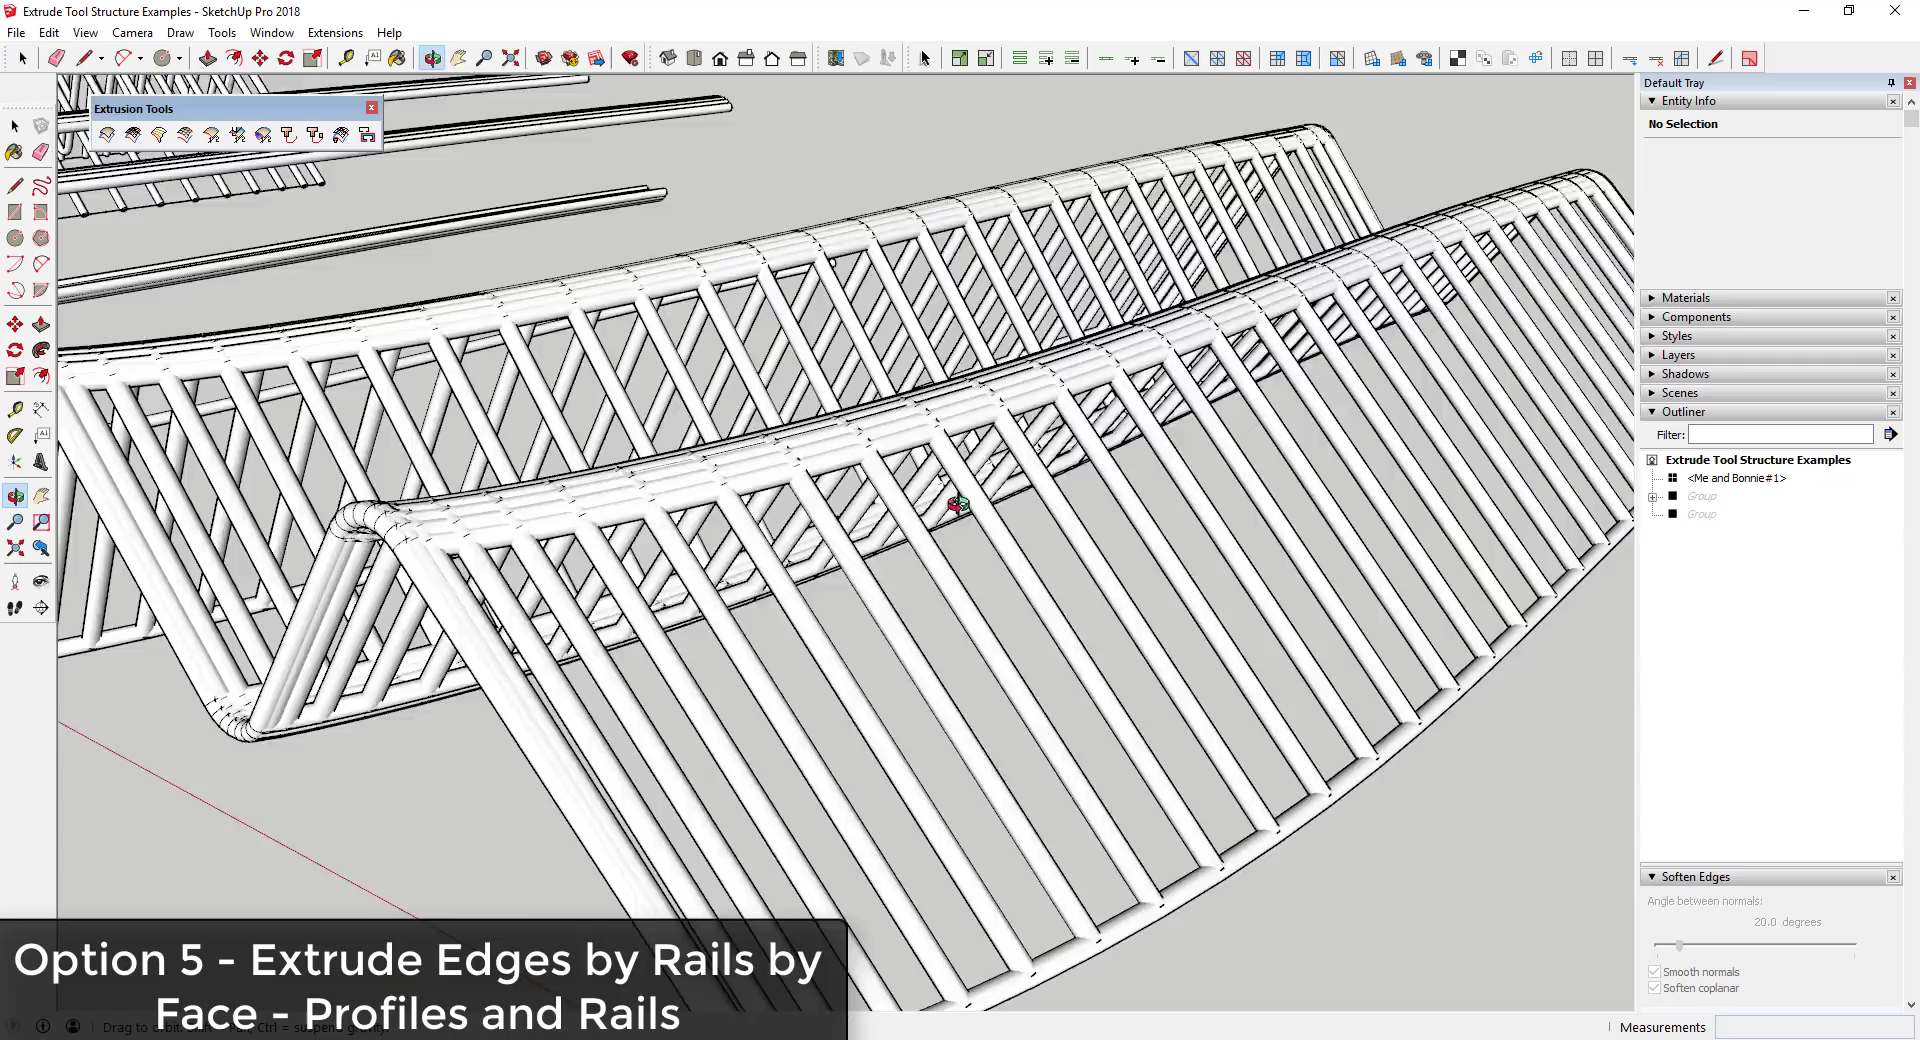 Extrude Tool Structure Examples - SketchUp Pro 2018
File Edit View Camera Draw Tools Window Extensions Help
Default Tray
Extrusion Tools
Entity Info
No Selection
Materials
Components
Styles
Layers
Shadows
Scenes
Outliner
Filter:
Extrude Tool Structure Examples
<Me and Bonnie#1>
Group
Group
Soften Edges
Angle between normals:
20.0 degrees
Smooth normals
Soften coplanar
Option 5 - Extrude Edges by Rails by
Face - Profiles and Rails
Measurements